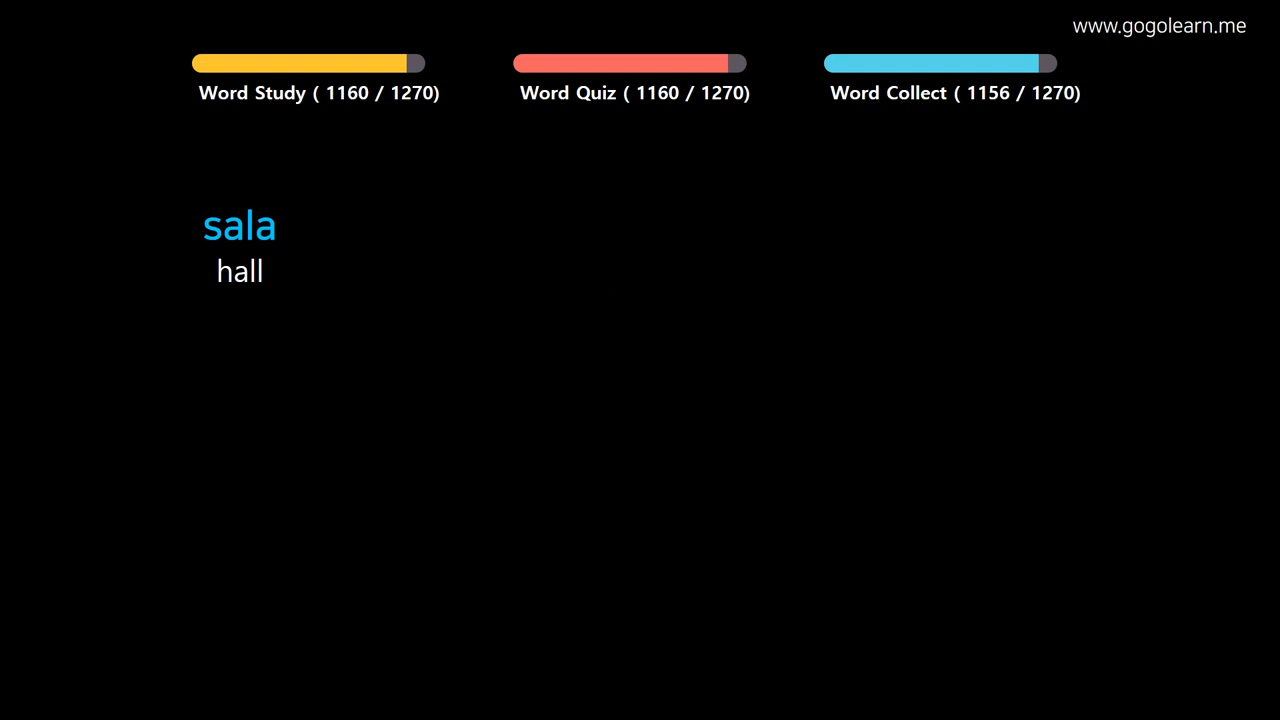 www.gogolearn.me
Word Study ( 1160 / 1270)
Word Quiz ( 1160 / 1270)
Word Collect ( 1156 / 1270)
sala
hall